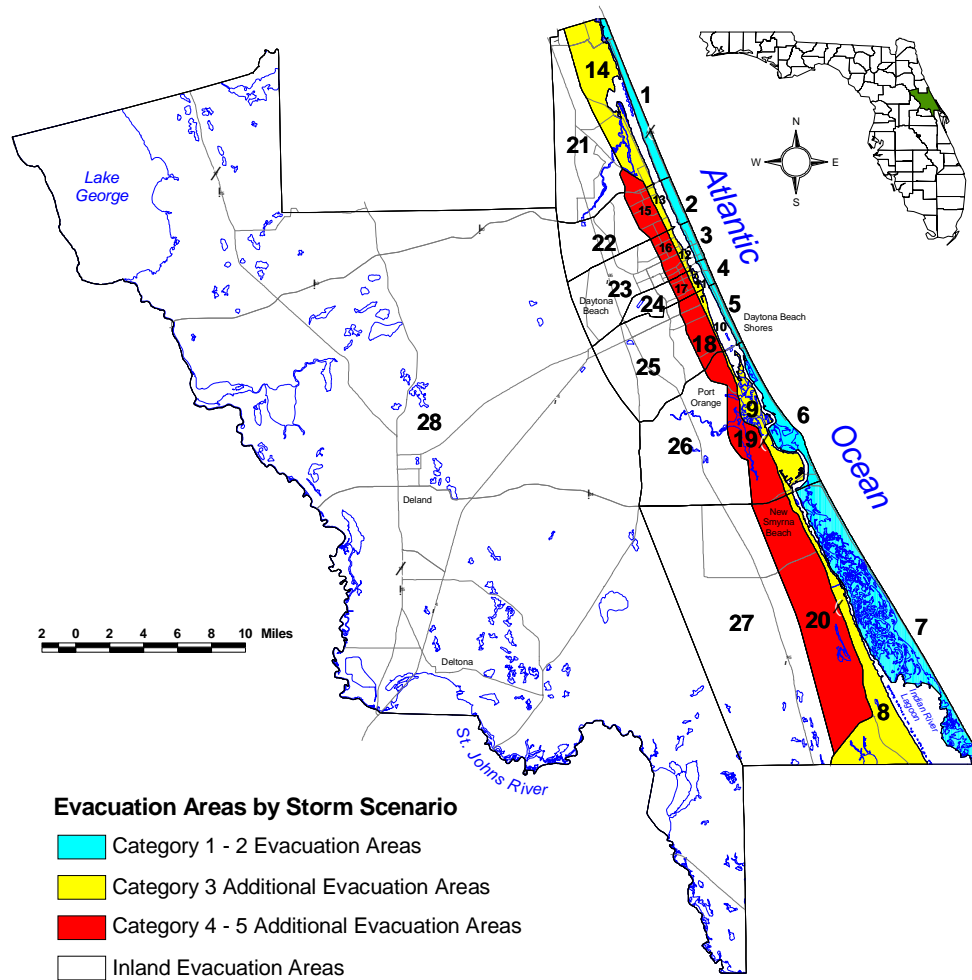 14
1
21
Lake
George
N
W
E
S
Atlantic
13
15
2
3
22
16
12
4
23
17
11
5
Daytona
Beach
24
10
Daytona Beach
Shores
18
25
Port
Orange
9
6
28
26
19
Ocean
Deland
New
Smyrna
Beach
2 0 2 4 6 8 10 Miles
27
20
7
Deltona
8
Indian River
Lagoon
St. Johns River
Evacuation Areas by Storm Scenario
Category 1 - 2 Evacuation Areas
Category 3 Additional Evacuation Areas
Category 4 - 5 Additional Evacuation Areas
Inland Evacuation Areas